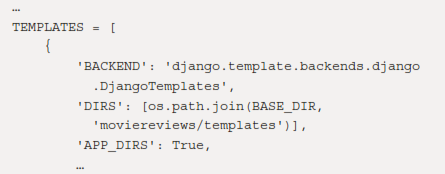 …
TEMPLATES = [
    {
        'BACKEND': 'django.template.backends.django
          .DjangoTemplates',
        'DIRS': [os.path.join(BASE_DIR,
          'moviereviews/templates')],
        'APP_DIRS': True,
        …